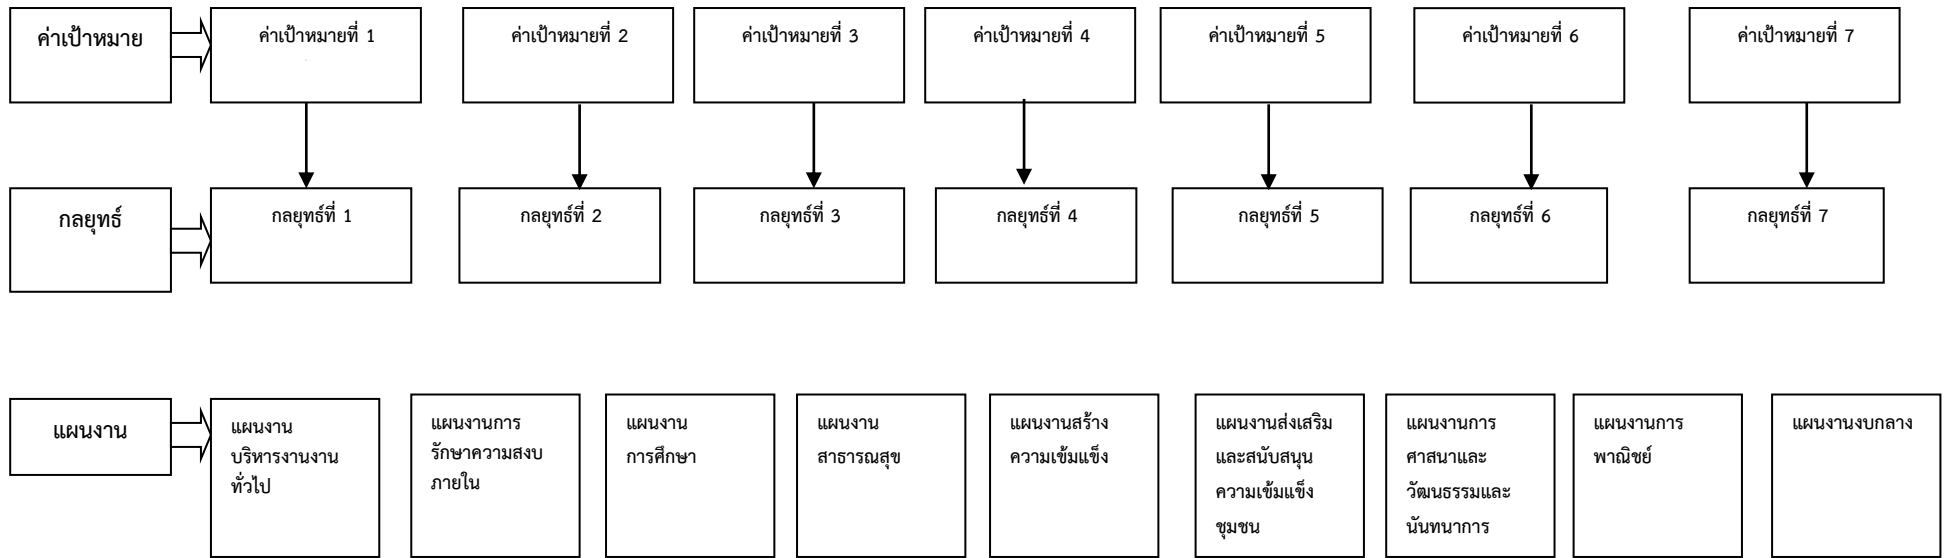 ค่าเป้าหมาย
ค่าเป้าหมายที่ 1
ค่าเป้าหมายที่ 2
ค่าเป้าหมายที่ 3
ค่าเป้าหมายที่ 4
ค่าเป้าหมายที่ 5
ค่าเป้าหมายที่ 6
ค่าเป้าหมายที่ 7
กลยุทธ์
กลยุทธ์ที่ 1
กลยุทธ์ที่ 2
กลยุทธ์ที่ 3
กลยุทธ์ที่ 4
กลยุทธ์ที่ 5
กลยุทธ์ที่ 6
กลยุทธ์ที่ 7
แผนงาน
แผนงาน
บริหารงานงาน
ทั่วไป
แผนงานการ
รักษาความสงบ
ภายใน
แผนงาน
การศึกษา
แผนงาน
สาธารณสุข
แผนงานสร้าง
ความเข้มแข็ง
แผนงานส่งเสริม
และสนับสนุน
ความเข้มแข็ง
ชุมชน
แผนงานการ
ศาสนาและ
วัฒนธรรมและ
นันทนาการ
แผนงานการ
พาณิชย์
แผนงานงบกลาง